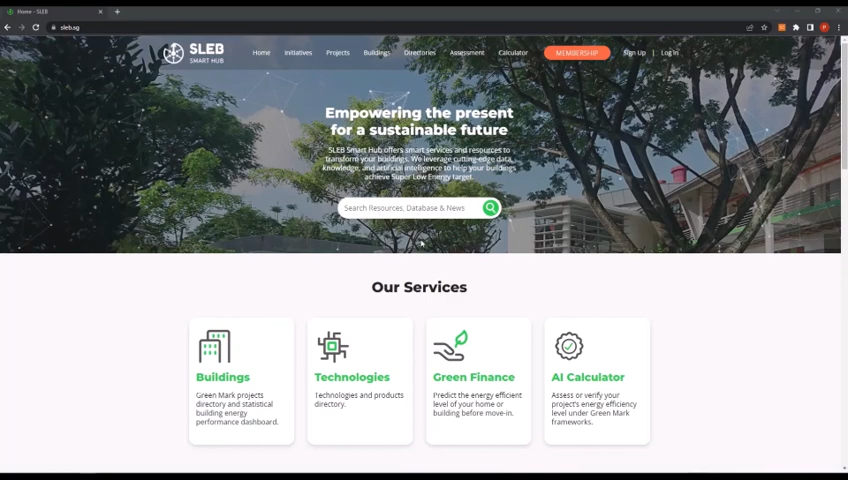 Home - SLEB
sleb.sg
SLEB
SMART HUB
Home
Initiatives
Projects
Buildings
Directories
Assessment
Calculator
MEMBERSHIP
Sign Up | Log In
Empowering the present
for a sustainable future
SLEB Smart Hub offers smart services and resources to
transform your buildings. We leverage cutting-edge data,
knowledge, and artificial intelligence to help your buildings
achieve Super Low Energy target.
Search Resources, Database & News
Our Services
Buildings
Green Mark projects
directory and statistical
building energy
performance dashboard.
Technologies
Technologies and products
directory.
Green Finance
Predict the energy efficient
level of your home or
building before move-in.
AI Calculator
Assess or verify your
project's energy efficiency
level under Green Mark
frameworks.